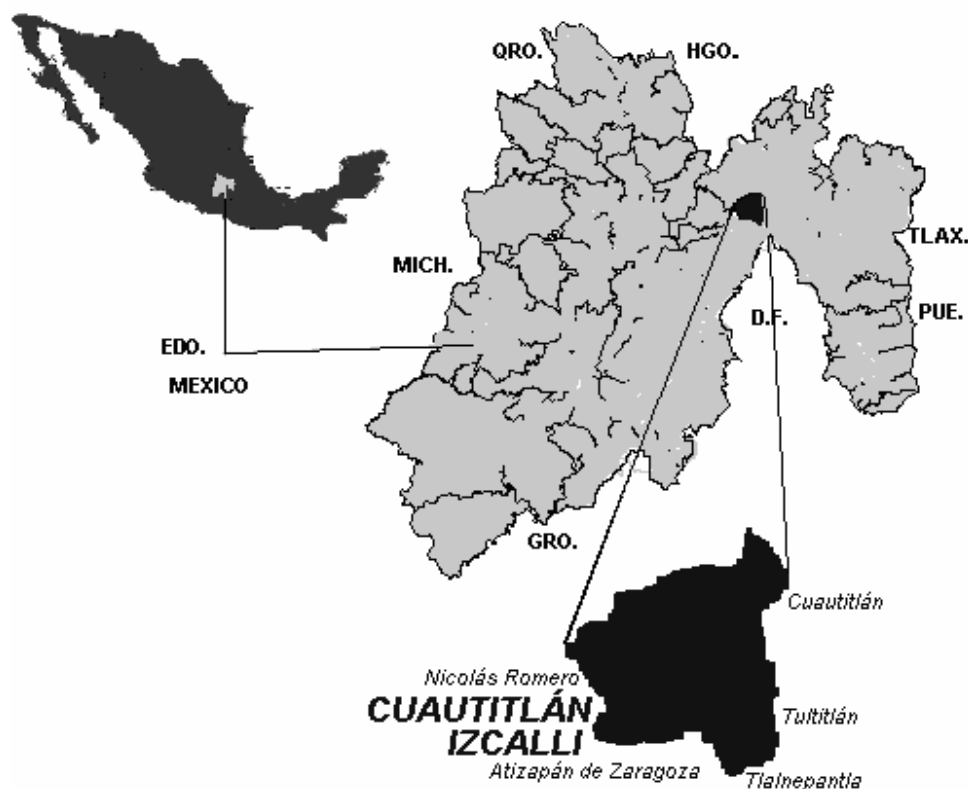 QRO.
HGO.
TLAX.
MICH.
D.F.
PUE.
EDO.
MEXICO
GRO.
Cuautitlán
Nicolás Romero
CUAUTITLÁN
IZCALLI
Tultitlán
Atizapán de Zaragoza
Tlalnepantla